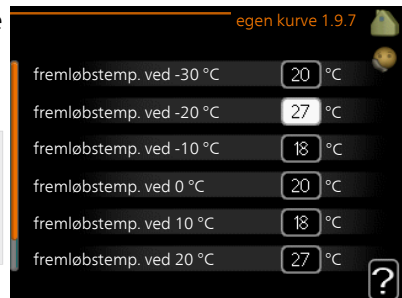 egen kurve 1.9.7
fremløbstemp. ved -30 °C 20 °C
fremløbstemp. ved -20 °C 27 °C
fremløbstemp. ved -10 °C 18 °C
fremløbstemp. ved 0 °C 20 °C
fremløbstemp. ved 10 °C 18 °C
fremløbstemp. ved 20 °C 27 °C
?